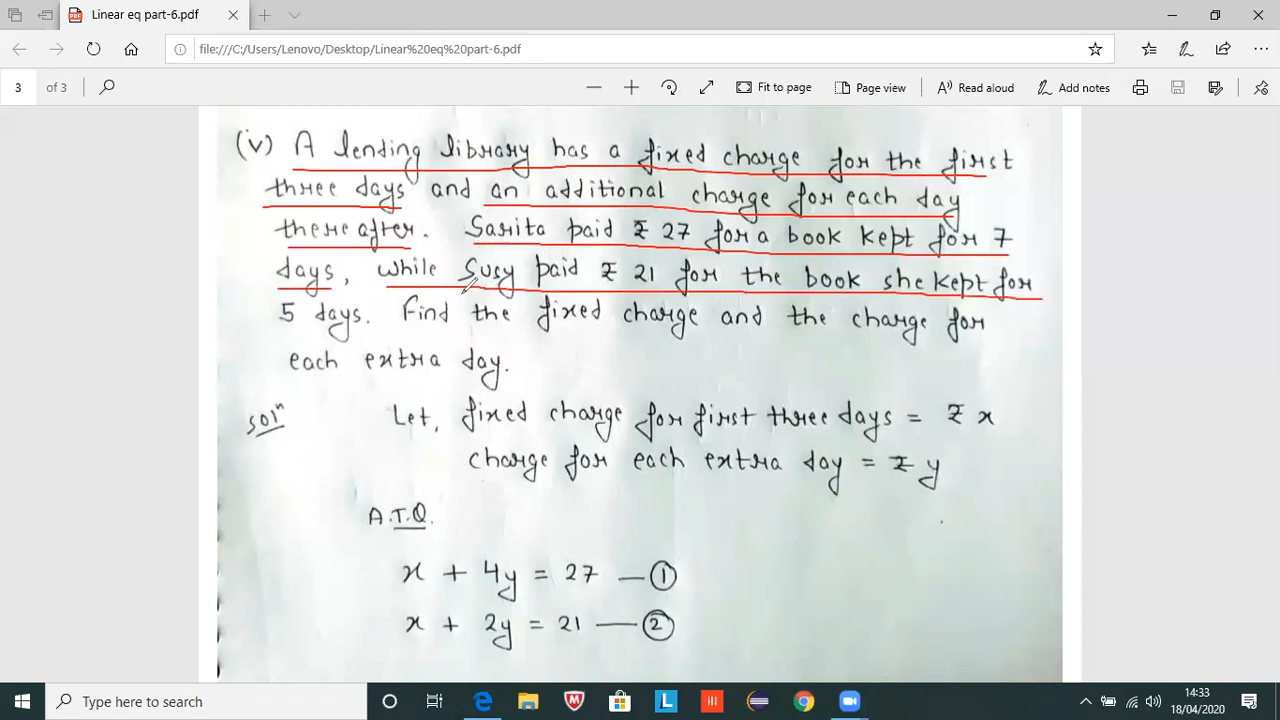 Linear eq part-6.pdf
file:///C:/Users/Lenovo/Desktop/Linear%20eq%20part-6.pdf
3 of 3
Fit to page
Page view
Read aloud
Add notes
(v) A lending library has a fixed charge for the first
three days and an additional charge for each day
thereafter. Sarita paid ₹ 27 for a book kept for 7
days, while Susy paid ₹ 21 for the book she kept for
5 days. Find the fixed charge and the charge for
each extra day.
Solⁿ Let, fixed charge for first three days = ₹ x
charge for each extra day = ₹ y
A.T.Q.
x + 4y = 27 — ①
x + 2y = 21 — ②
Type here to search
14:33
18/04/2020